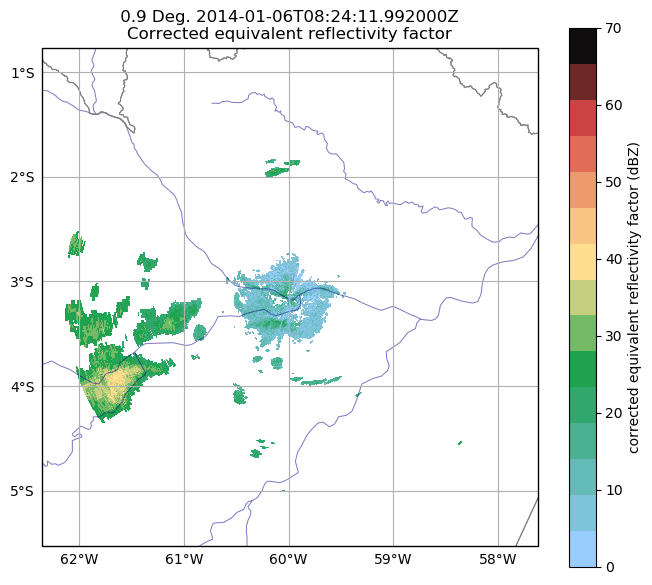 0.9 Deg. 2014-01-06T08:24:11.992000Z
Corrected equivalent reflectivity factor
1°S
2°S
3°S
4°S
5°S
62°W 61°W 60°W 59°W 58°W
70
60
50
40
30
20
10
0
corrected equivalent reflectivity factor (dBZ)